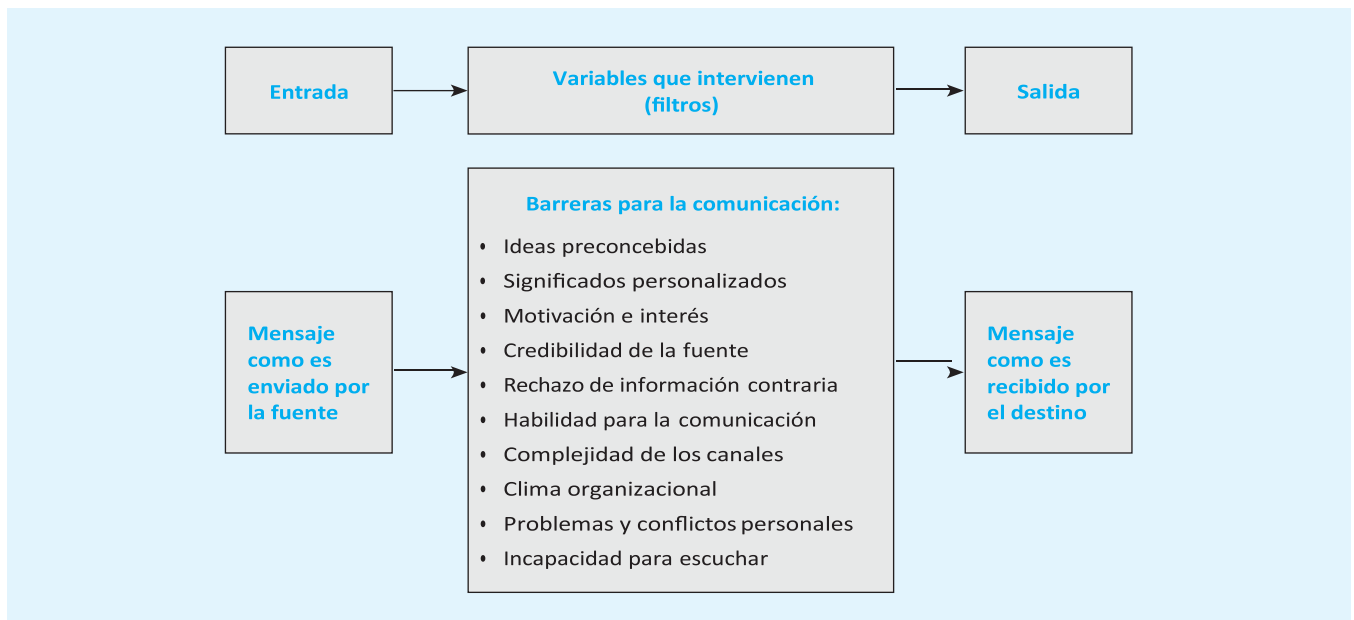 Entrada
Variables que intervienen
(filtros)
Salida
Barreras para la comunicación:
• Ideas preconcebidas
• Significados personalizados
• Motivación e interés
• Credibilidad de la fuente
• Rechazo de información contraria
• Habilidad para la comunicación
• Complejidad de los canales
• Clima organizacional
• Problemas y conflictos personales
• Incapacidad para escuchar
Mensaje
como es
enviado por
la fuente
Mensaje
como es
recibido por
el destino